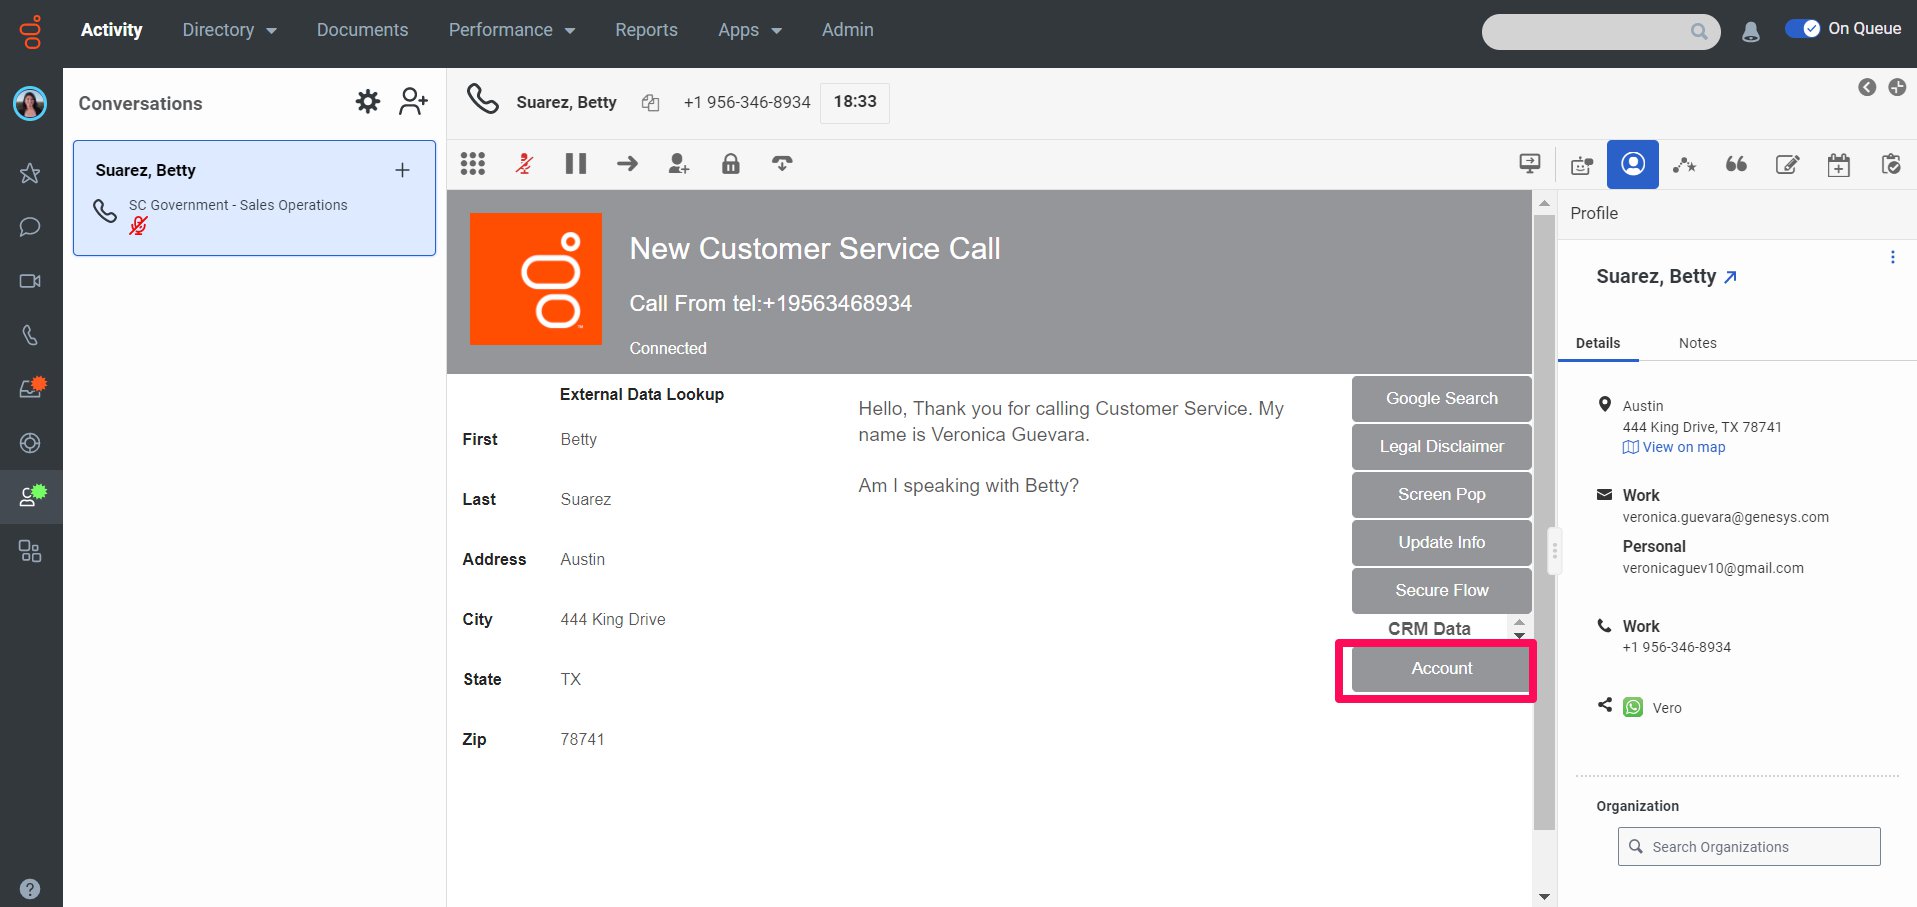 Activity Directory Documents Performance Reports Apps Admin On Queue
Conversations
Suarez, Betty
SC Government - Sales Operations
Suarez, Betty +1 956-346-8934 18:33
New Customer Service Call
Call From tel:+19563468934
Connected
External Data Lookup
First Betty
Last Suarez
Address Austin
City 444 King Drive
State TX
Zip 78741
Hello, Thank you for calling Customer Service. My
name is Veronica Guevara.
Am I speaking with Betty?
Google Search
Legal Disclaimer
Screen Pop
Update Info
Secure Flow
CRM Data
Account
Profile
Suarez, Betty
Details Notes
Austin
444 King Drive, TX 78741
View on map
Work
veronica.guevara@genesys.com
Personal
veronicaguev10@gmail.com
Work
+1 956-346-8934
Vero
Organization
Search Organizations